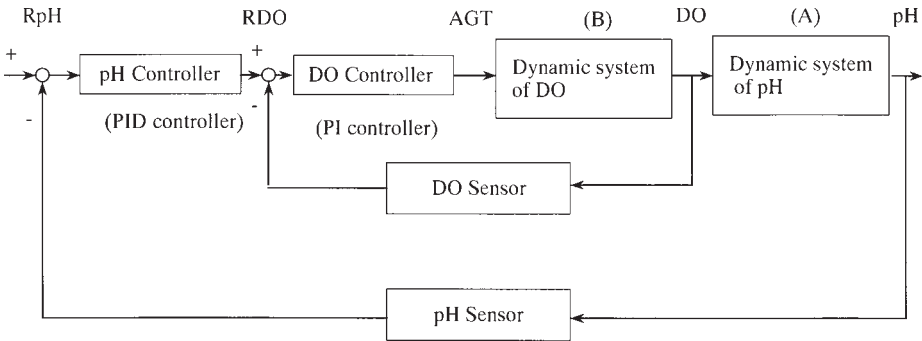 RpH
RDO
AGT
(B)
DO
(A)
pH
+
+
pH Controller
DO Controller
Dynamic system
of DO
Dynamic system
of pH
-
-
(PID controller)
(PI controller)
DO Sensor
pH Sensor